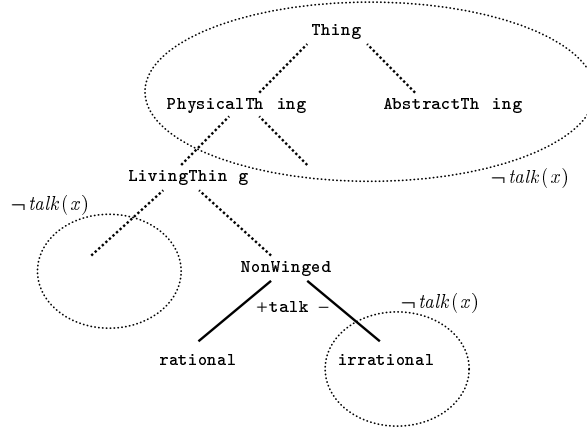 Thing
PhysicalTh ing AbstractTh ing
LivingThin g ¬ talk(x)
¬ talk(x)
NonWinged
+talk − ¬ talk(x)
rational irrational